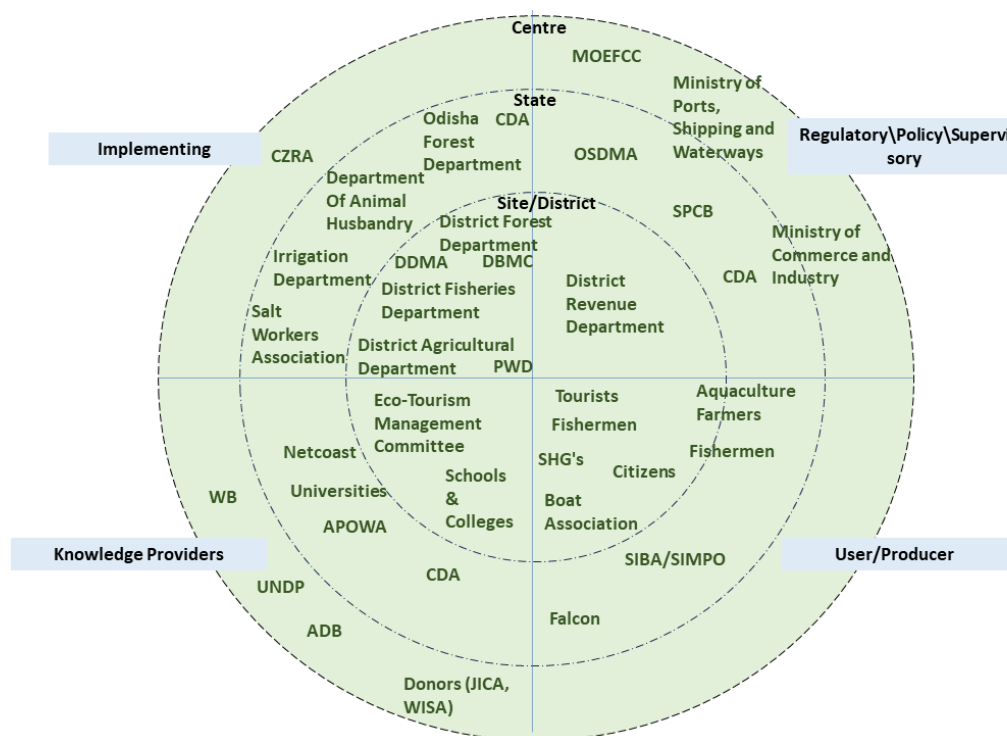 Centre
MOEFCC
Ministry of
Ports,
Shipping and
Waterways
State
Odisha
Forest
Department
CDA
OSDMA
Implementing
Regulatory\Policy\Supervi
sory
CZRA
Department
Of Animal
Husbandry
Site/District
SPCB
District Forest
Department
Ministry of
Commerce and
Industry
Irrigation
Department
DDMA
DBMC
CDA
District
Revenue
Department
District Fisheries
Department
Salt
Workers
Association
District Agricultural
Department
PWD
Eco-Tourism
Management
Committee
Tourists
Fishermen
Aquaculture
Farmers
Netcoast
SHG's
Citizens
Fishermen
Universities
Schools
&
Colleges
Boat
Association
WB
APOWA
Knowledge Providers
User/Producer
SIBA/SIMPO
CDA
UNDP
Falcon
ADB
Donors (JICA,
WISA)